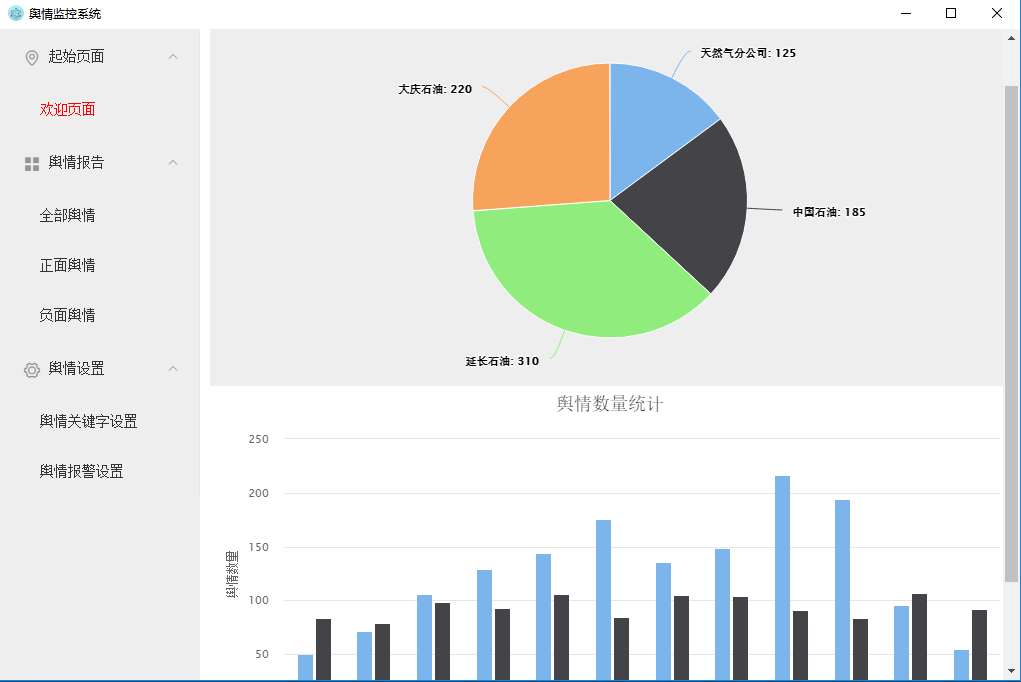 舆情监控系统
起始页面
欢迎页面
舆情报告
全部舆情
正面舆情
负面舆情
舆情设置
舆情关键字设置
舆情报警设置
天然气分公司: 125
大庆石油: 220
中国石油: 185
延长石油: 310
舆情数量统计
舆情数量
250
200
150
100
50